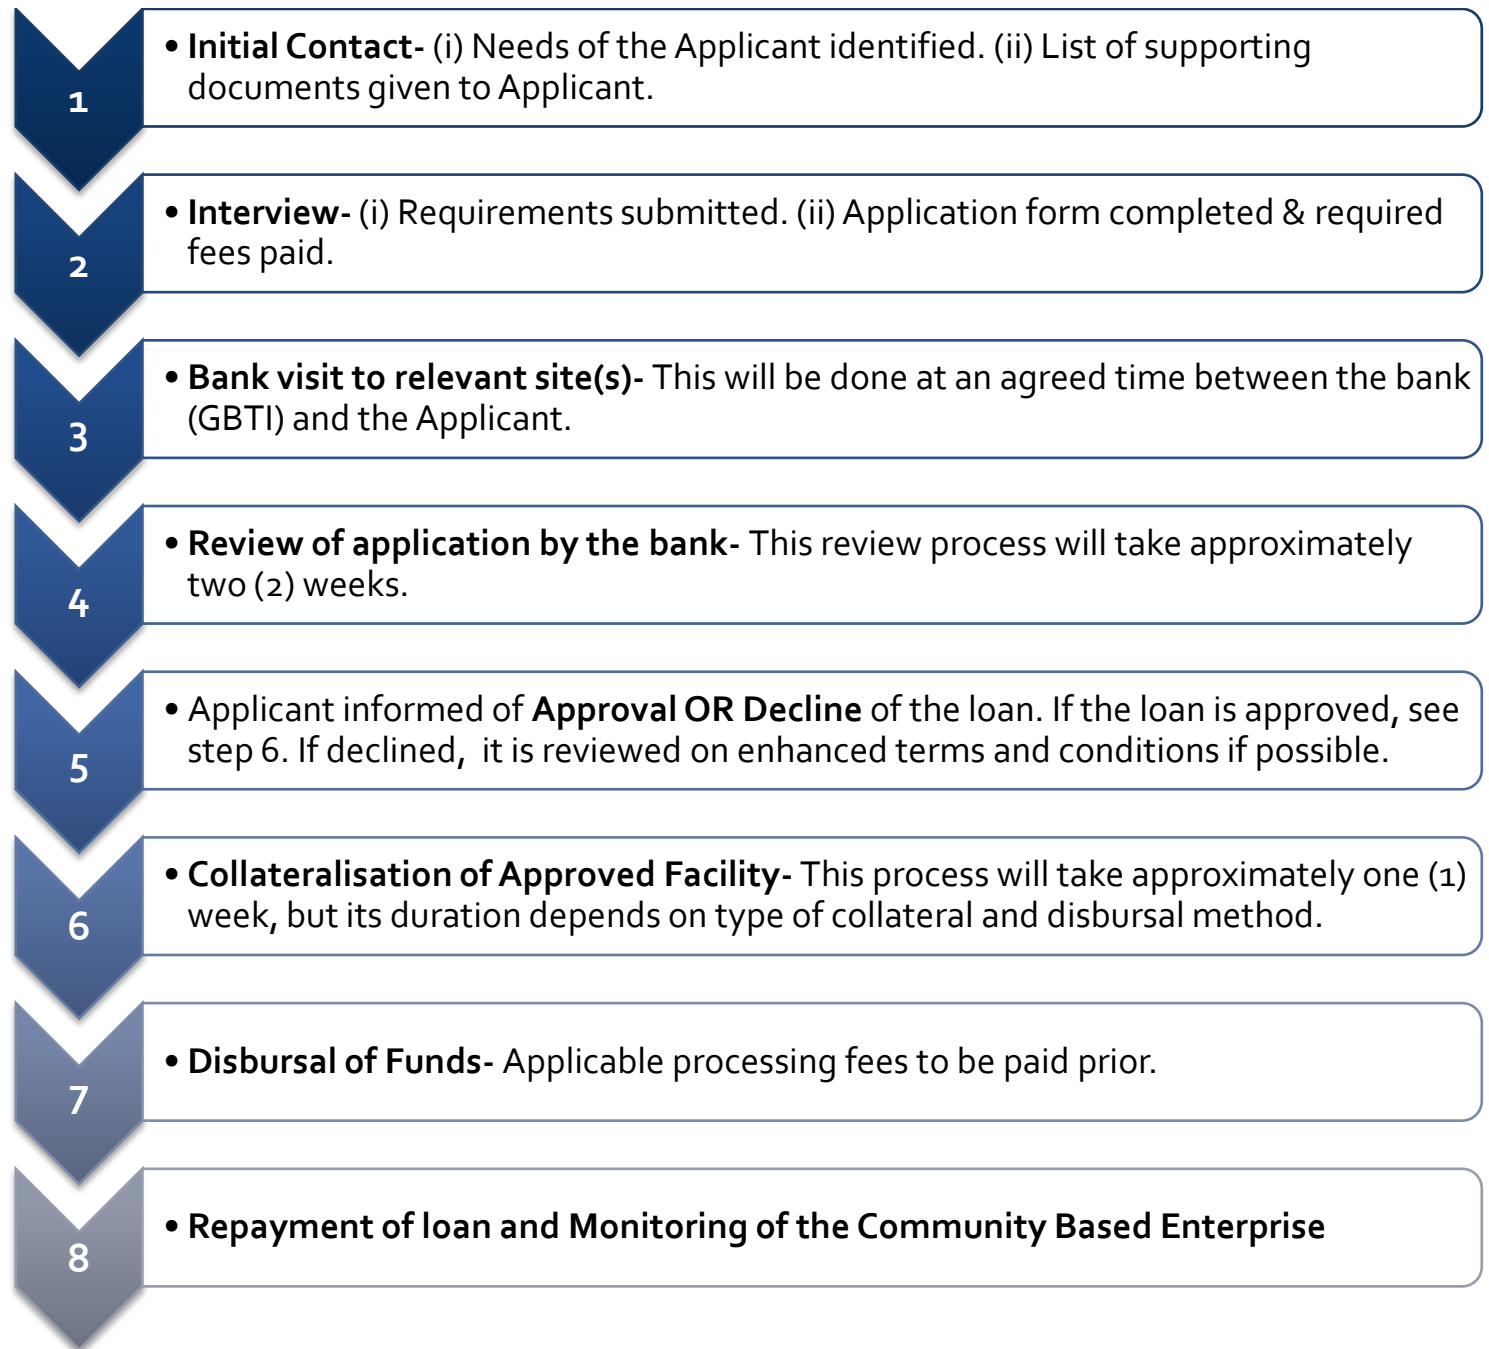 1
• Initial Contact- (i) Needs of the Applicant identified. (ii) List of supporting
documents given to Applicant.
2
• Interview- (i) Requirements submitted. (ii) Application form completed & required
fees paid.
3
• Bank visit to relevant site(s)- This will be done at an agreed time between the bank
(GBTI) and the Applicant.
4
• Review of application by the bank- This review process will take approximately
two (2) weeks.
5
• Applicant informed of Approval OR Decline of the loan. If the loan is approved, see
step 6. If declined,  it is reviewed on enhanced terms and conditions if possible.
6
• Collateralisation of Approved Facility- This process will take approximately one (1)
week, but its duration depends on type of collateral and disbursal method.
7
• Disbursal of Funds- Applicable processing fees to be paid prior.
8
• Repayment of loan and Monitoring of the Community Based Enterprise